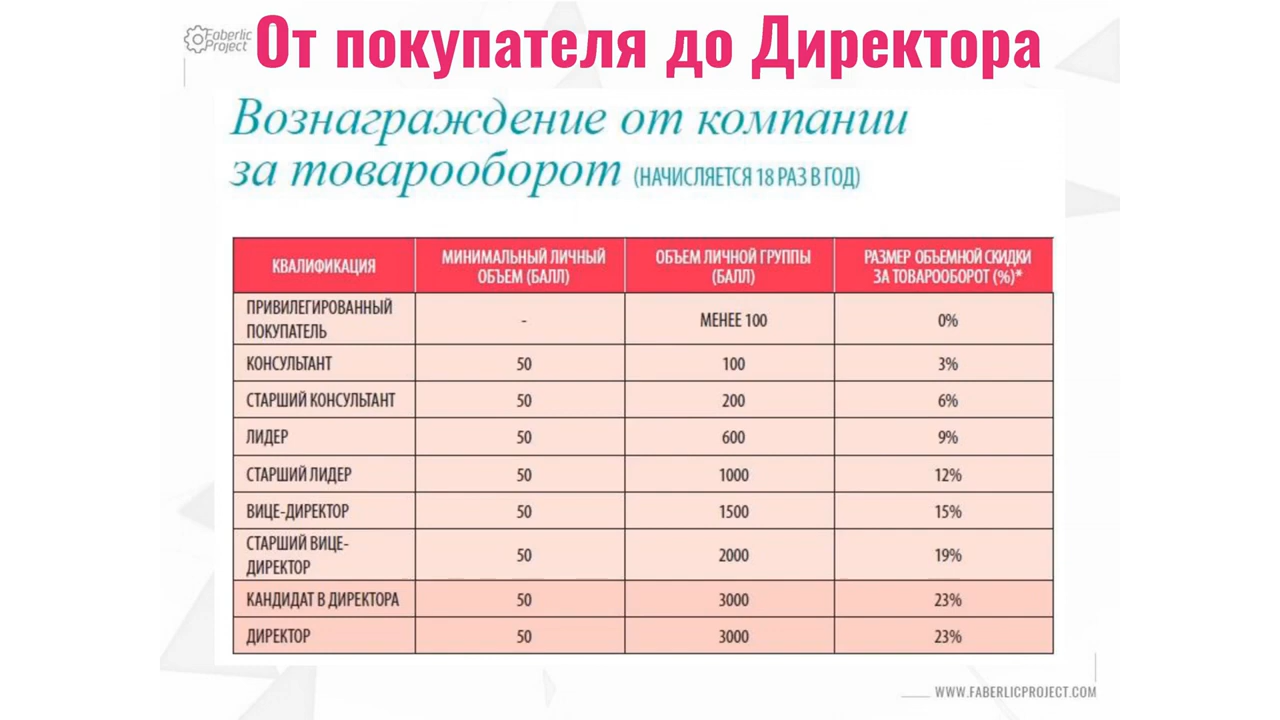 Faberlic
Project
От покупателя до Директора
Вознаграждение от компании
за товарооборот (НАЧИСЛЯЕТСЯ 18 РАЗ В ГОД)
КВАЛИФИКАЦИЯ
МИНИМАЛЬНЫЙ ЛИЧНЫЙ
ОБЪЕМ (БАЛЛ)
ОБЪЕМ ЛИЧНОЙ ГРУППЫ
(БАЛЛ)
РАЗМЕР ОБЪЕМНОЙ СКИДКИ
ЗА ТОВАРООБОРОТ (%)*
ПРИВИЛЕГИРОВАННЫЙ
ПОКУПАТЕЛЬ
-
МЕНЕЕ 100
0%
КОНСУЛЬТАНТ
50
100
3%
СТАРШИЙ КОНСУЛЬТАНТ
50
200
6%
ЛИДЕР
50
600
9%
СТАРШИЙ ЛИДЕР
50
1000
12%
ВИЦЕ-ДИРЕКТОР
50
1500
15%
СТАРШИЙ ВИЦЕ-
ДИРЕКТОР
50
2000
19%
КАНДИДАТ В ДИРЕКТОРА
50
3000
23%
ДИРЕКТОР
50
3000
23%
WWW.FABERLICPROJECT.COM